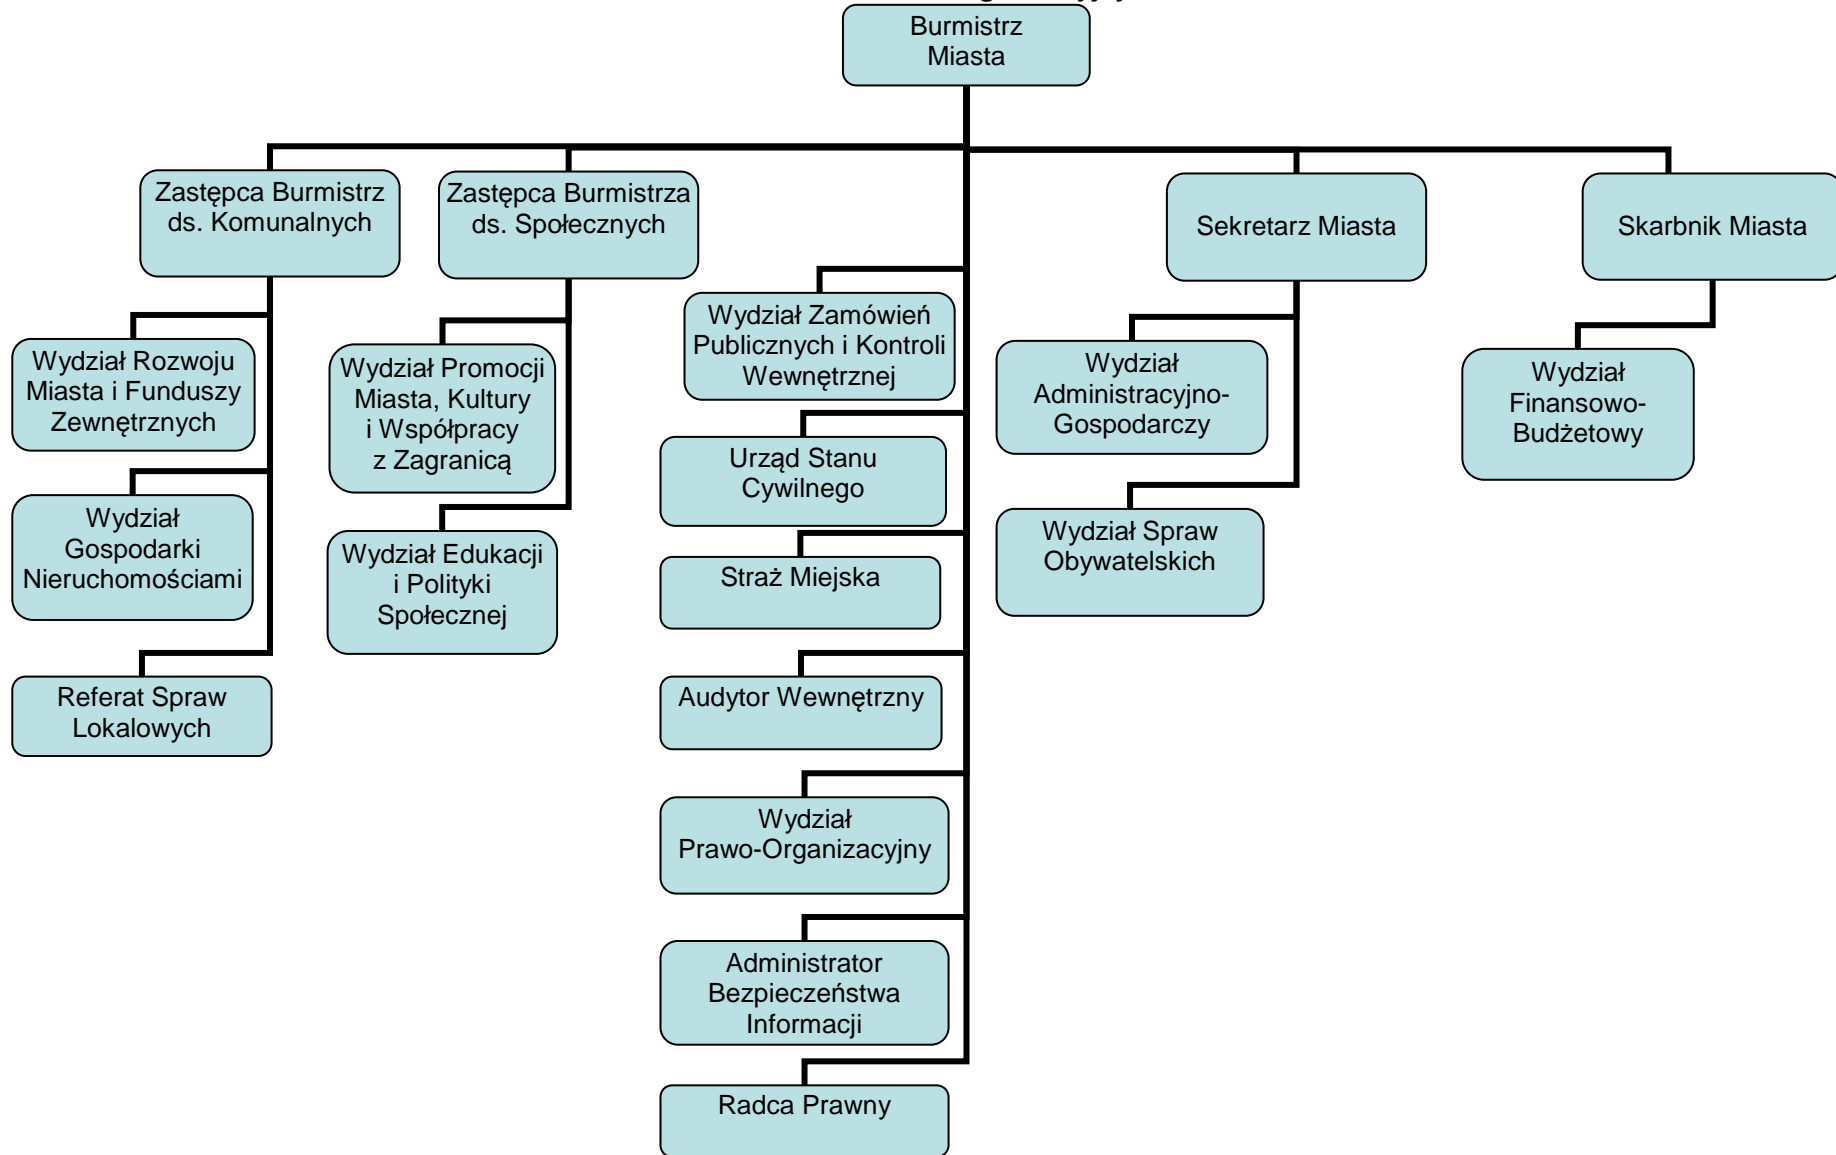 Burmistrz
Miasta
Zastępca Burmistrz
ds. Komunalnych
Zastępca Burmistrza
ds. Społecznych
Sekretarz Miasta
Skarbnik Miasta
Wydział Rozwoju
Miasta i Funduszy
Zewnętrznych
Wydział
Gospodarki
Nieruchomościami
Referat Spraw
Lokalowych
Wydział Promocji
Miasta, Kultury
i Współpracy
z Zagranicą
Wydział Edukacji
i Polityki
Społecznej
Wydział Zamówień
Publicznych i Kontroli
Wewnętrznej
Urząd Stanu
Cywilnego
Straż Miejska
Audytor Wewnętrzny
Wydział
Prawo-Organizacyjny
Administrator
Bezpieczeństwa
Informacji
Radca Prawny
Wydział
Administracyjno-
Gospodarczy
Wydział Spraw
Obywatelskich
Wydział
Finansowo-
Budżetowy